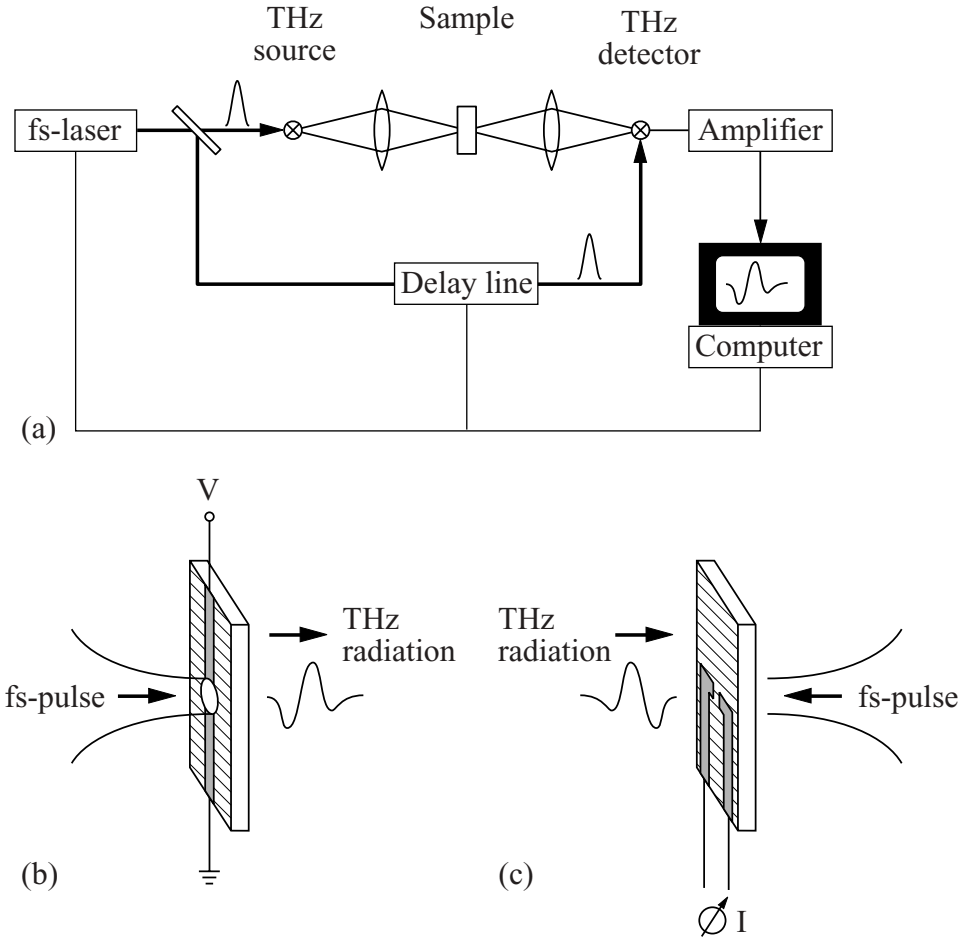 THz
source
Sample
THz
detector
fs-laser
Amplifier
Delay line
Computer
(a)
V
THz
radiation
fs-pulse
(b)
THz
radiation
fs-pulse
(c)
I